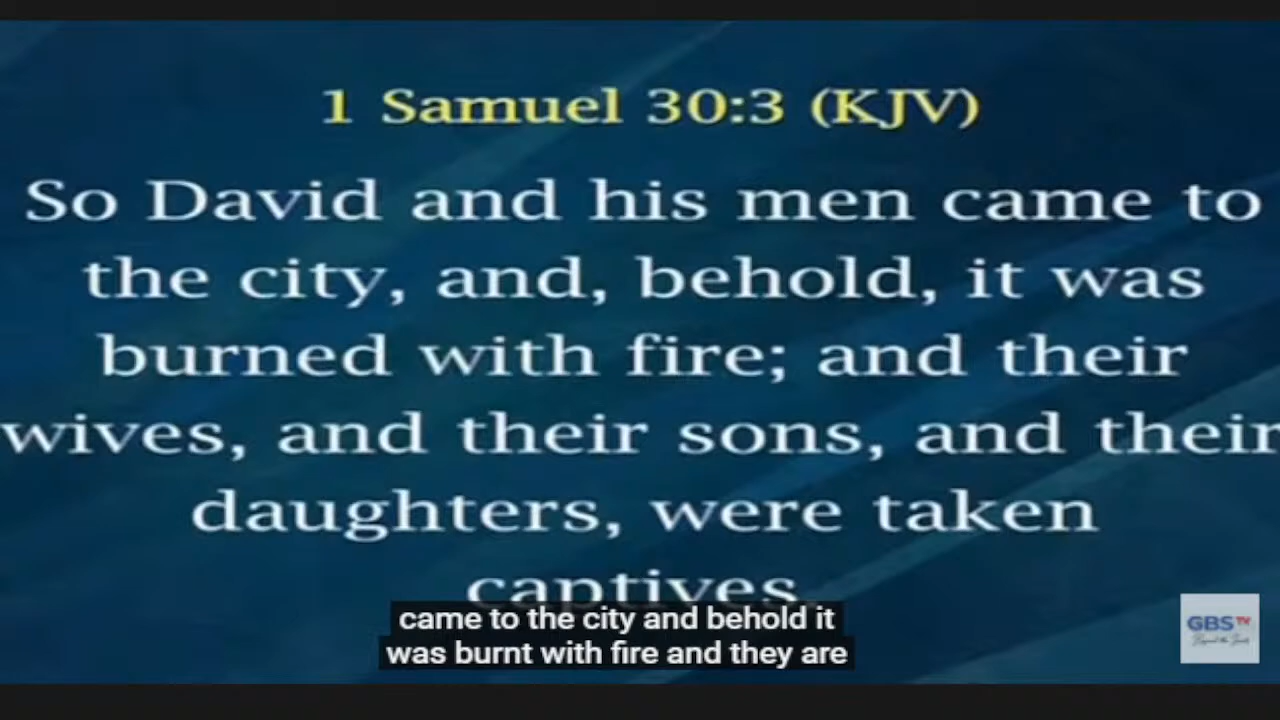 1 Samuel 30:3 (KJV)
So David and his men came to
the city, and, behold, it was
burned with fire; and their
wives, and their sons, and their
daughters, were taken
captives.
came to the city and behold it
was burnt with fire and they are
GBS TV